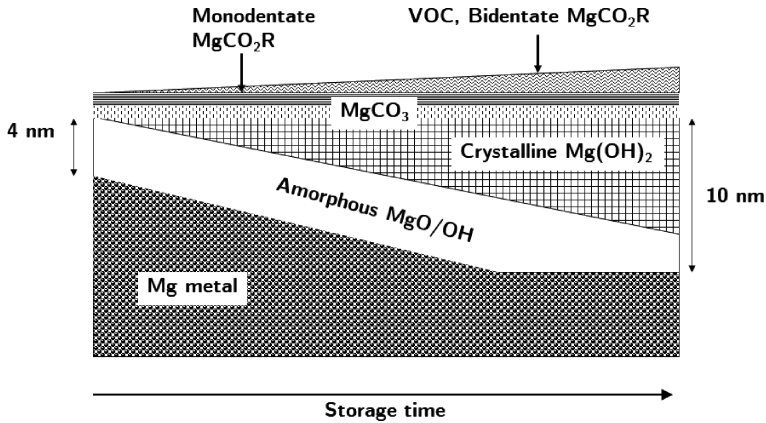 Monodentate
MgCO₂R
VOC, Bidentate MgCO₂R
MgCO₃
4 nm
Crystalline Mg(OH)₂
Amorphous MgO/OH
10 nm
Mg metal
Storage time